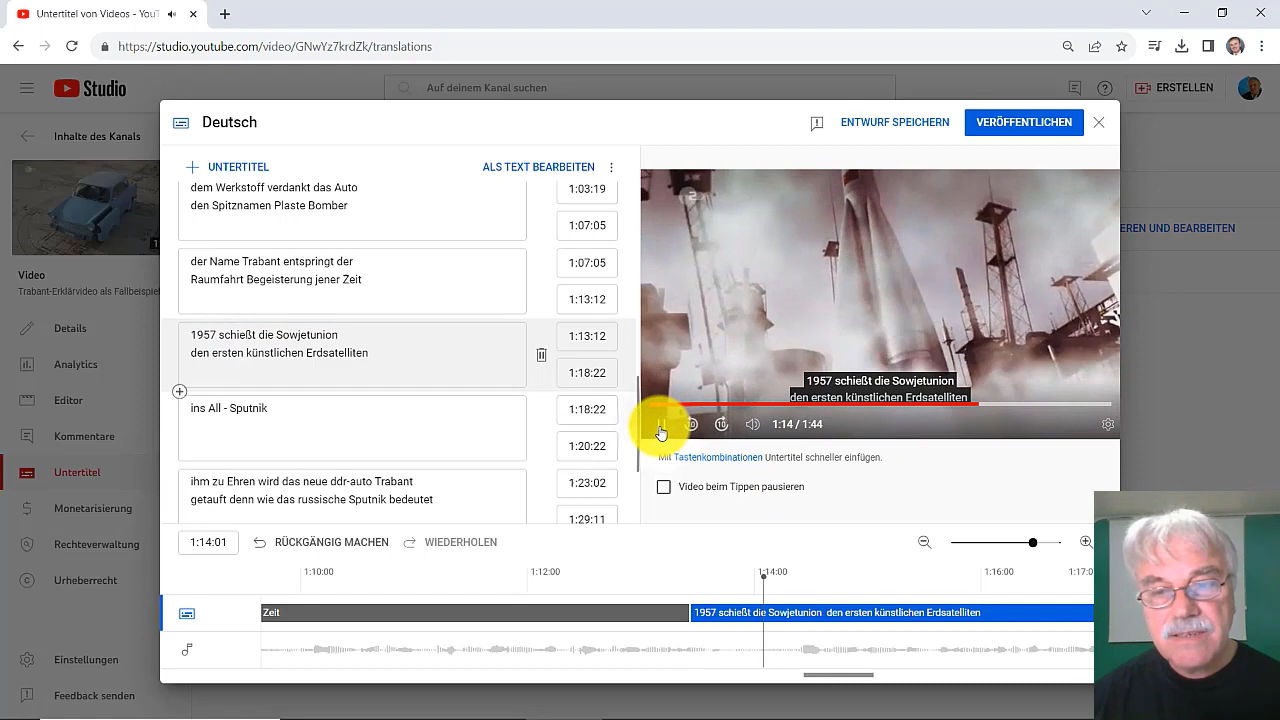 Untertitel von Videos - YouT
https://studio.youtube.com/video/GNwYz7krdZk/translations
Studio
Auf deinem Kanal suchen
ERSTELLEN
Inhalte des Kanals
Video
Trabant-Erklärvideo als Fallbeispiel
Details
Analytics
Editor
Kommentare
Untertitel
Monetarisierung
Rechteverwaltung
Urheberrecht
Einstellungen
Feedback senden
Deutsch
ENTWURF SPEICHERN
VERÖFFENTLICHEN
UNTERTITEL
ALS TEXT BEARBEITEN
dem Werkstoff verdankt das Auto
den Spitznamen Plaste Bomber
1:03:19
1:07:05
der Name Trabant entspringt der
Raumfahrt Begeisterung jener Zeit
1:07:05
1:13:12
1957 schießt die Sowjetunion
den ersten künstlichen Erdsatelliten
1:13:12
1:18:22
ins All - Sputnik
1:18:22
1:20:22
ihm zu Ehren wird das neue ddr-auto Trabant
getauft denn wie das russische Sputnik bedeutet
1:23:02
1:29:11
1957 schießt die Sowjetunion
den ersten künstlichen Erdsatelliten
10
10
1:14 / 1:44
Mit Tastenkombinationen Untertitel schneller einfügen.
Video beim Tippen pausieren
EREN UND BEARBEITEN
1:14:01
RÜCKGÄNGIG MACHEN
WIEDERHOLEN
1:10:00
1:12:00
1:14:00
1:16:00
1:17:0
Zeit
1957 schießt die Sowjetunion den ersten künstlichen Erdsatelliten